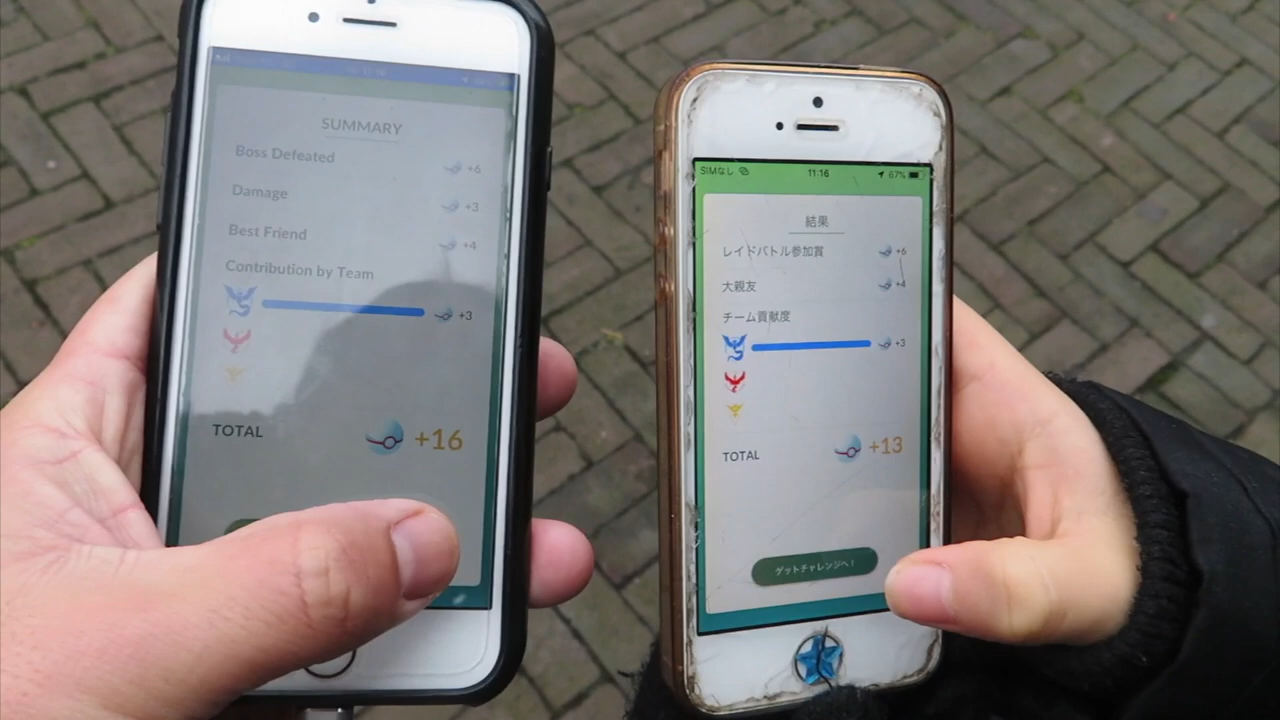 SUMMARY
Boss Defeated +6
Damage +3
Best Friend +4
Contribution by Team
+3
TOTAL +16
SIMなし 11:16 67%
結果
レイドバトル参加賞 +6
大親友 +4
チーム貢献度
+3
TOTAL +13
ゲットチャレンジへ!